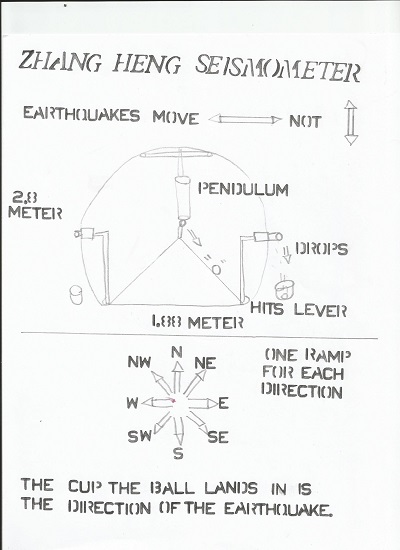 ZHANG HENG SEISMOMETER
EARTHQUAKES MOVE NOT
PENDULUM
2.8
METER
DROPS
HITS LEVER
1.88 METER
N
NW NE
W E
SW SE
S
ONE RAMP
FOR EACH
DIRECTION
THE CUP THE BALL LANDS IN IS
THE DIRECTION OF THE EARTHQUAKE.